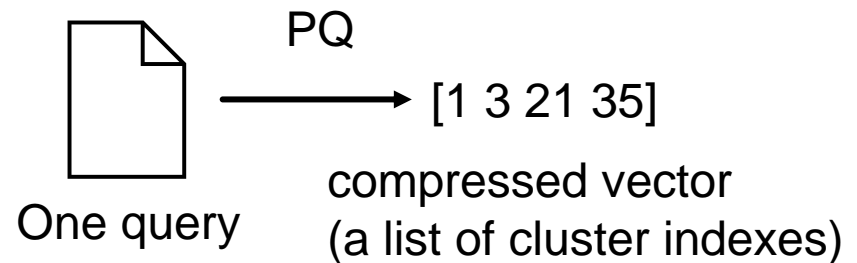 PQ
[1 3 21 35]
compressed vector
(a list of cluster indexes)
One query